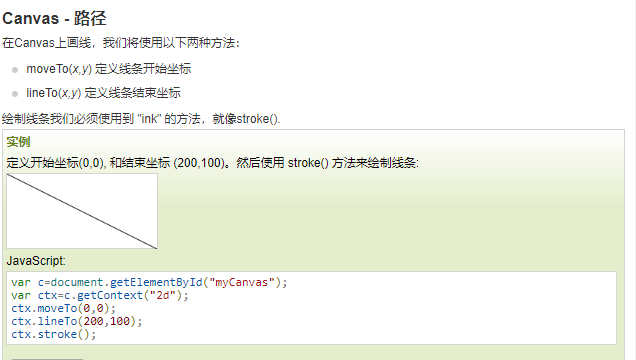 Canvas - 路径
在Canvas上画线，我们将使用以下两种方法：
moveTo(x,y) 定义线条开始坐标
lineTo(x,y) 定义线条结束坐标
绘制线条我们必须使用到 "ink" 的方法，就像stroke().
实例
定义开始坐标(0,0), 和结束坐标 (200,100)。然后使用 stroke() 方法来绘制线条:
JavaScript:
var c=document.getElementById("myCanvas");
var ctx=c.getContext("2d");
ctx.moveTo(0,0);
ctx.lineTo(200,100);
ctx.stroke();